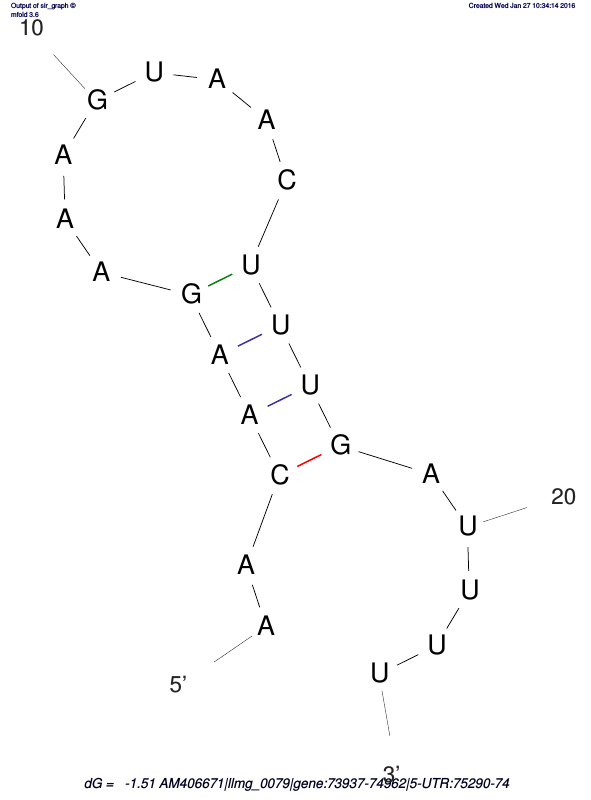 Output of sir_graph ©
mfold 3.6
Created Wed Jan 27 10:34:14 2016
10
U
A
G
A
A
C
A
A
U
A
G
U
A
U
A
G
C
A
20
U
A
U
A
U
U
5’
3’
dG = -1.51 AM406671|llmg_0079|gene:73937-74962|5-UTR:75290-74